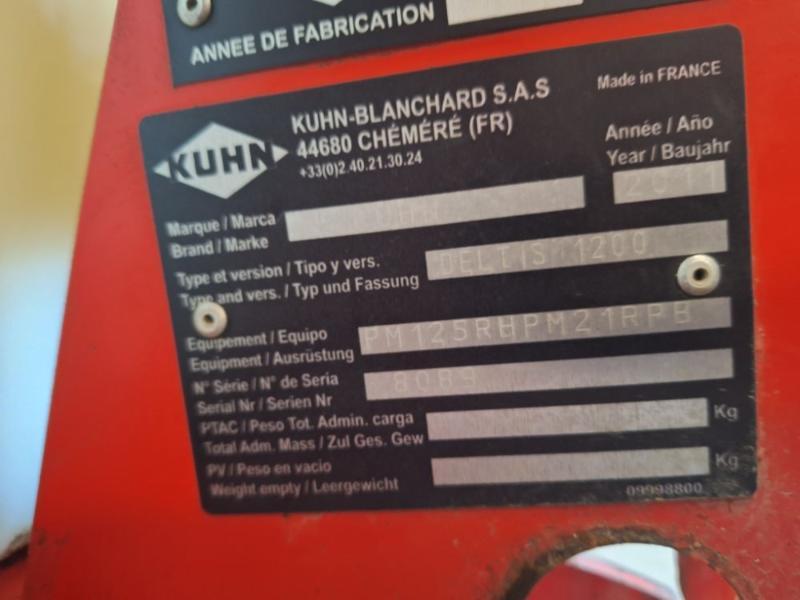 ANNEE DE FABRICATION
KUHN
KUHN-BLANCHARD S.A.S
44680 CHÉMÉRÉ (FR)
+33(0)2.40.21.30.24
Made in FRANCE
Année / Año
Year / Baujahr
2011
Marque / Marca
Brand / Marke
Type et version / Tipo y vers.
Type and vers. / Typ und Fassung
DELTIS 1200
Equipement / Equipo
Equipment / Ausrüstung
PM125RHPM21RPB
N° Série / N° de Seria
Serial Nr / Serien Nr
8089
PTAC / Peso Tot. Admin. carga
Total Adm. Mass / Zul Ges. Gew
Kg
PV / Peso en vacio
Weight empty / Leergewicht
Kg
09998800